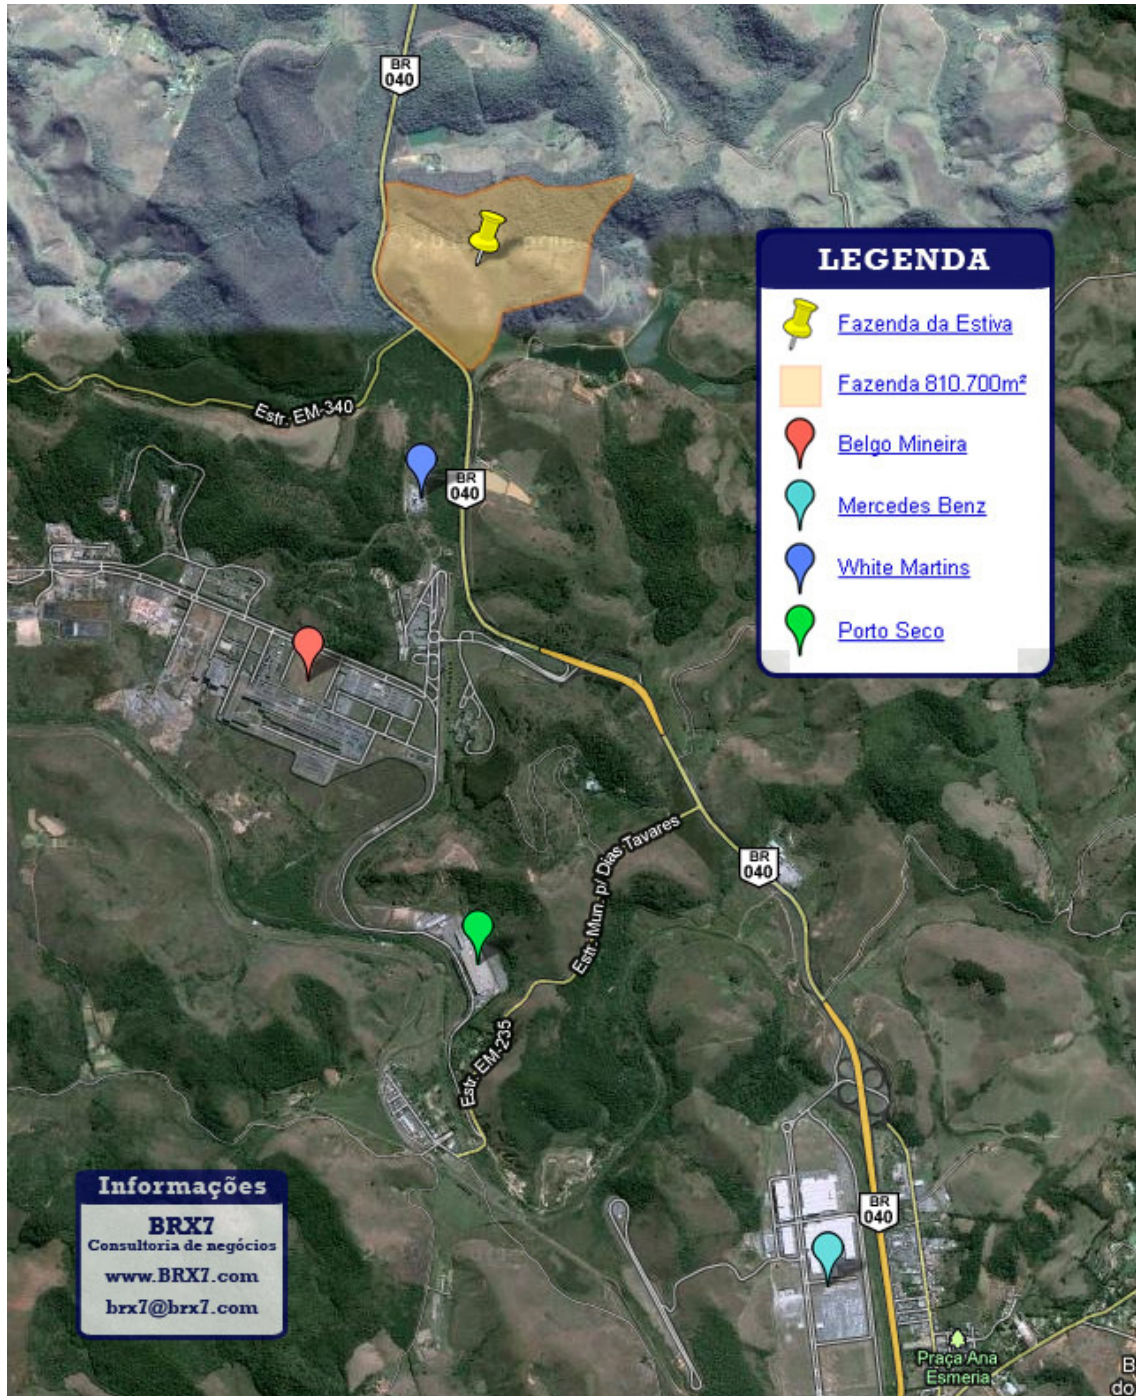 BR
040
LEGENDA
Fazenda da Estiva
Fazenda 810.700m²
Belgo Mineira
Mercedes Benz
White Martins
Porto Seco
Estr. EM-340
BR
040
Estr. Mun. p/ Dias Tavares
BR
040
Estr. EM-235
Informações
BRX7
Consultoria de negócios
www.BRX7.com
brx7@brx7.com
BR
040
Praça Ana
Esmeria
B
do